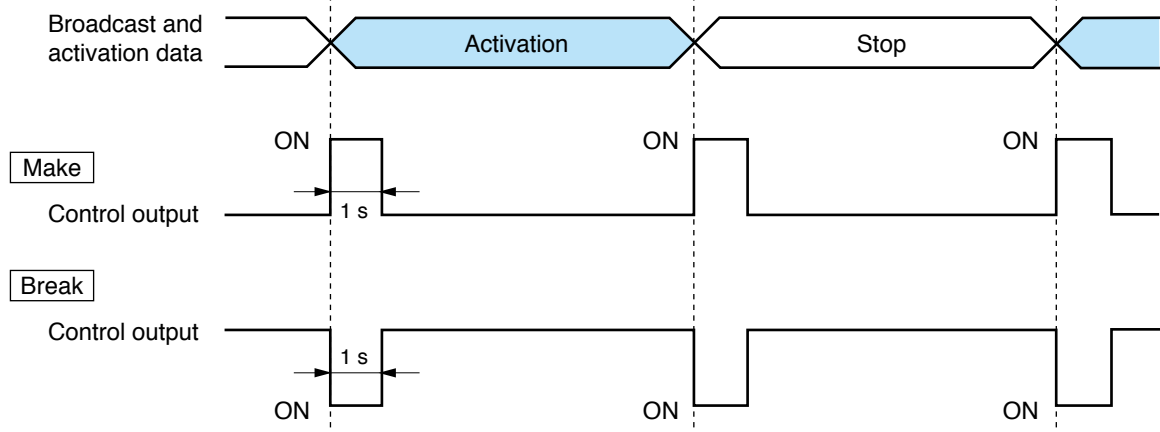 Broadcast and
activation data
Activation
Stop
ON
ON
ON
Make
1 s
Control output
Break
Control output
1 s
ON
ON
ON